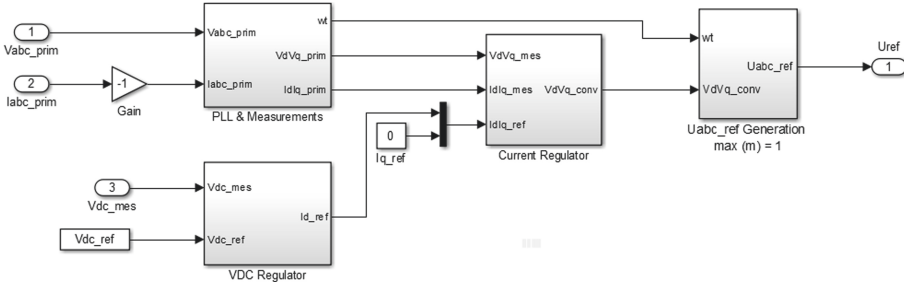 1
Vabc_prim
2
Iabc_prim
-1
Gain
Vabc_prim
Iabc_prim
wt
VdVq_prim
IdIq_prim
PLL & Measurements
0
Iq_ref
VdVq_mes
IdIq_mes
IdIq_ref
VdVq_conv
Current Regulator
wt
VdVq_conv
Uabc_ref
Uabc_ref Generation
max (m) = 1
Uref
1
3
Vdc_mes
Vdc_ref
Vdc_mes
Vdc_ref
Id_ref
VDC Regulator